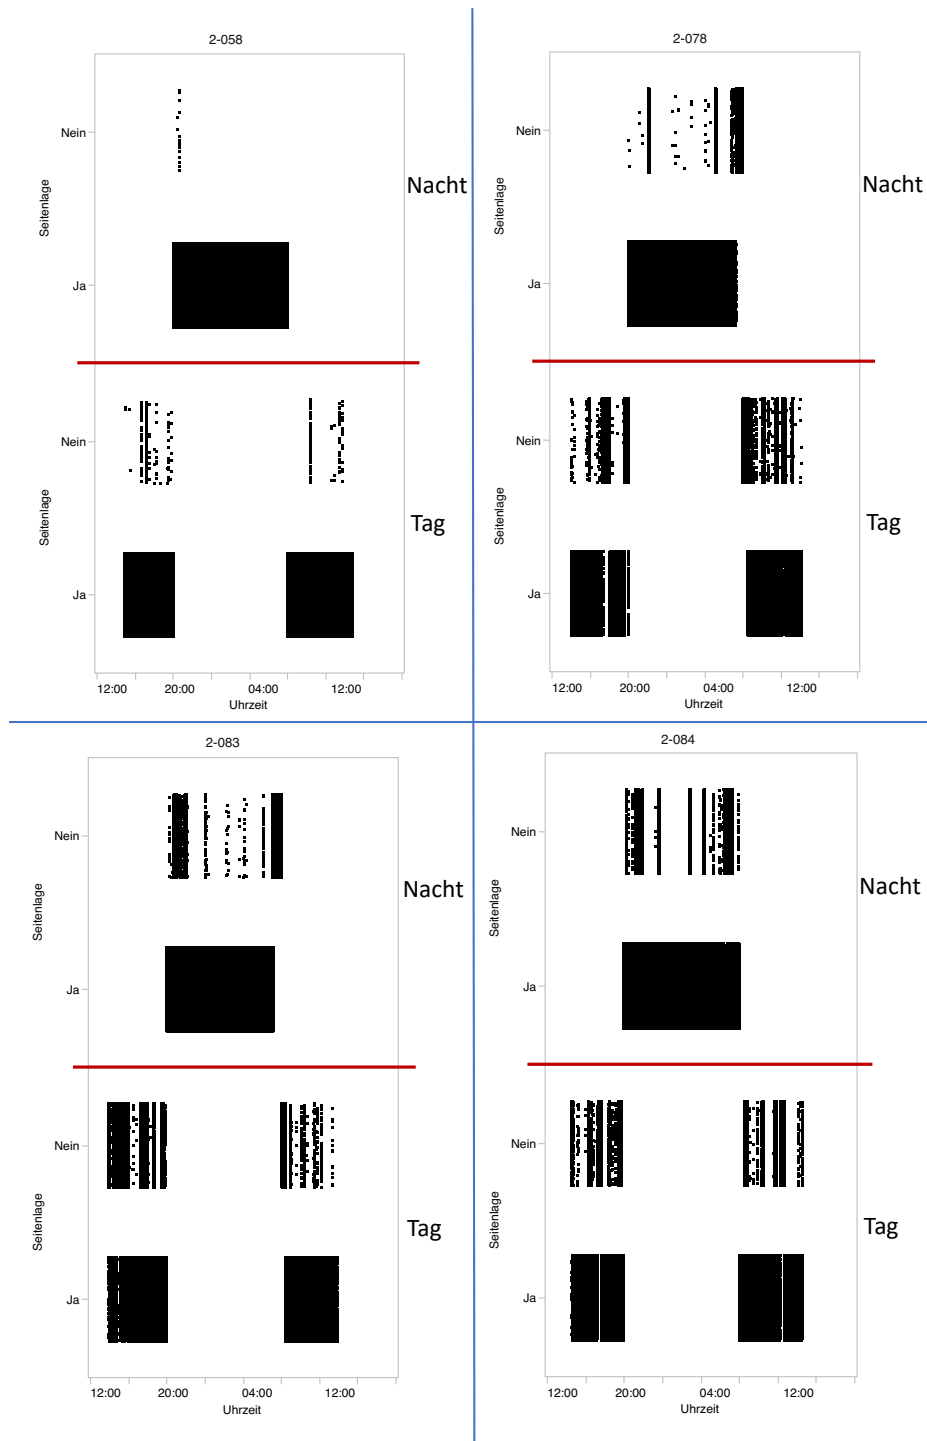 2-058
Nein
Seitenlage
Nacht
Ja
Nein
Seitenlage
Tag
Ja
12:00 20:00 04:00 12:00
Uhrzeit
2-078
Nein
Seitenlage
Nacht
Ja
Nein
Seitenlage
Tag
Ja
12:00 20:00 04:00 12:00
Uhrzeit
2-083
Nein
Seitenlage
Nacht
Ja
Nein
Seitenlage
Tag
Ja
12:00 20:00 04:00 12:00
Uhrzeit
2-084
Nein
Seitenlage
Nacht
Ja
Nein
Seitenlage
Tag
Ja
12:00 20:00 04:00 12:00
Uhrzeit